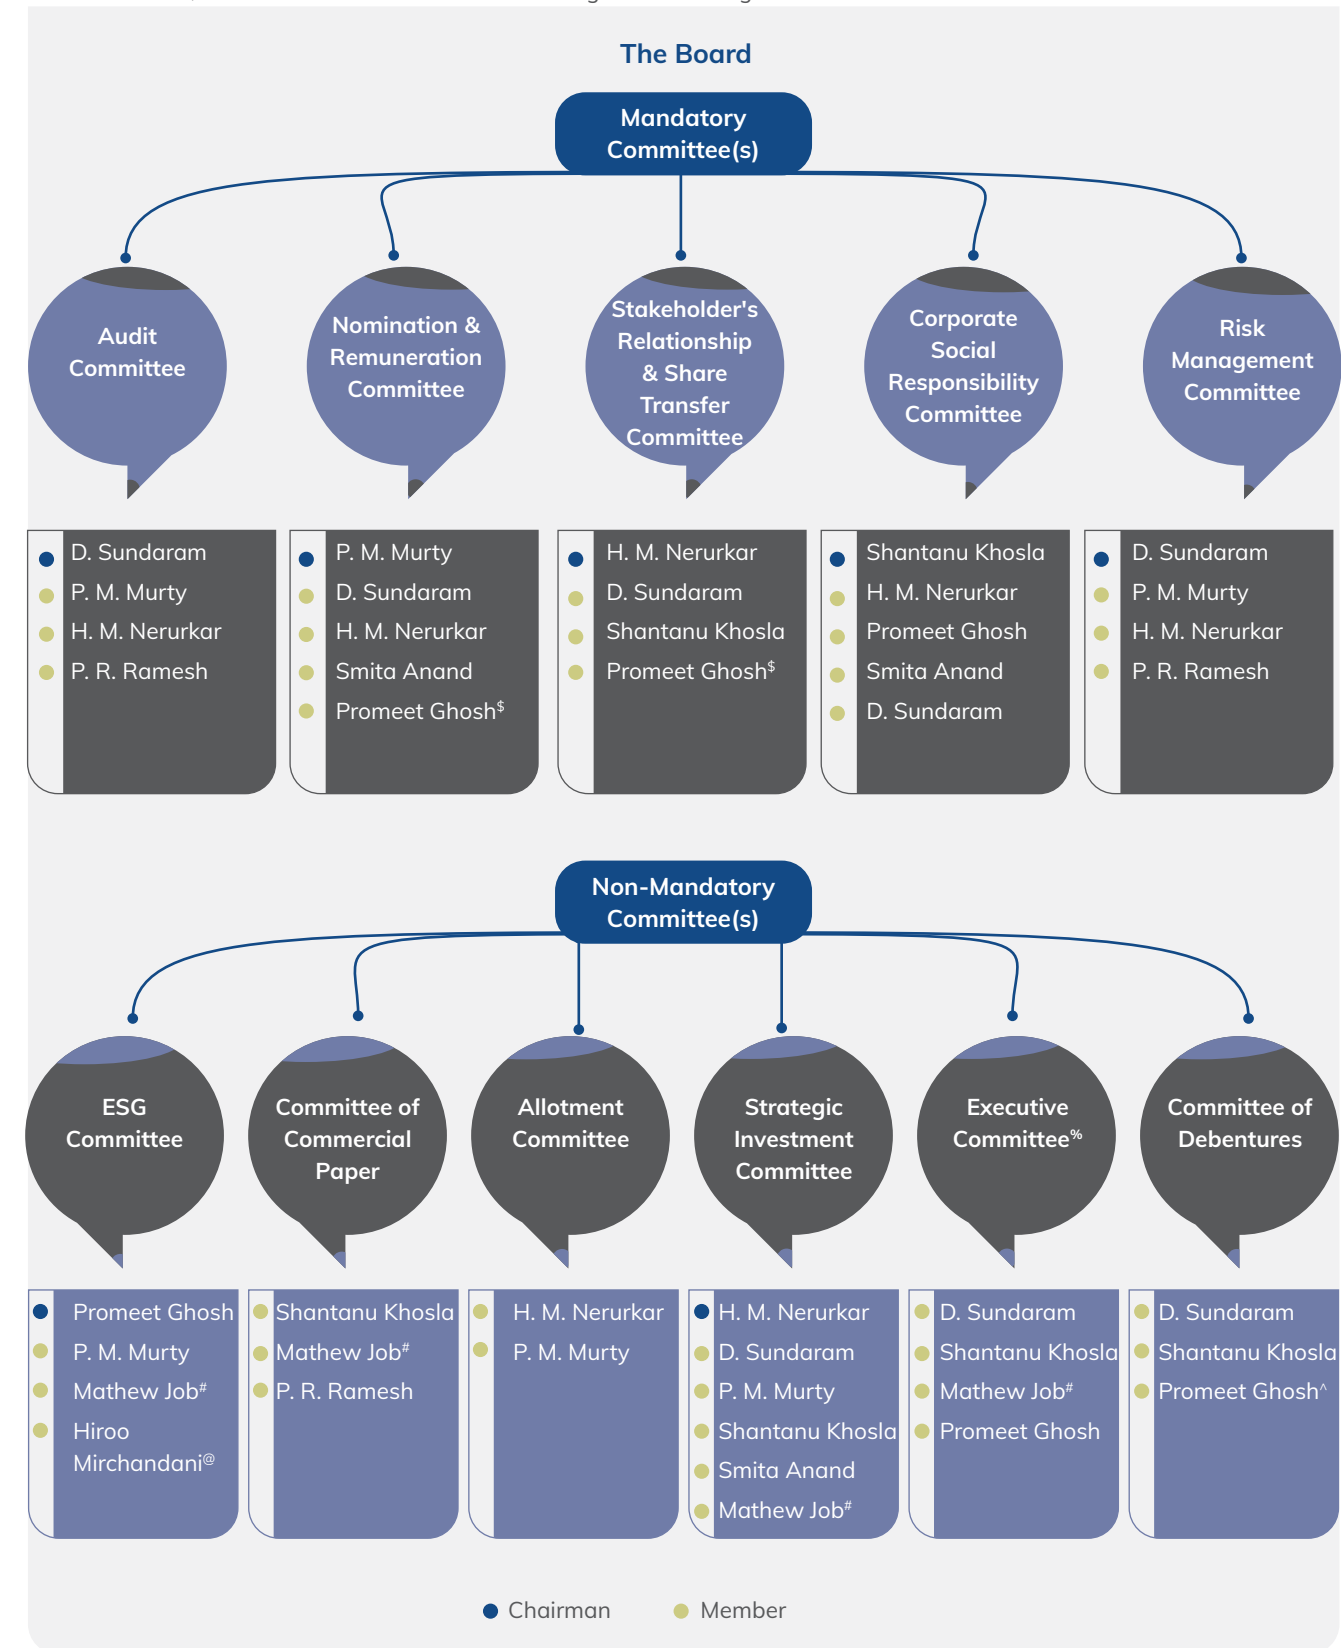 The Board
Mandatory
Committee(s)
Audit
Committee
Nomination &
Remuneration
Committee
Stakeholder's
Relationship
& Share
Transfer
Committee
Corporate
Social
Responsibility
Committee
Risk
Management
Committee
D. Sundaram
P. M. Murty
H. M. Nerurkar
P. R. Ramesh
P. M. Murty
D. Sundaram
H. M. Nerurkar
Smita Anand
Promeet Ghosh$
H. M. Nerurkar
D. Sundaram
Shantanu Khosla
Promeet Ghosh$
Shantanu Khosla
H. M. Nerurkar
Promeet Ghosh
Smita Anand
D. Sundaram
D. Sundaram
P. M. Murty
H. M. Nerurkar
P. R. Ramesh
Non-Mandatory
Committee(s)
ESG
Committee
Committee of
Commercial
Paper
Allotment
Committee
Strategic
Investment
Committee
Executive
Committee%
Committee of
Debentures
Promeet Ghosh
P. M. Murty
Mathew Job#
Hiroo
Mirchandani@
Shantanu Khosla
Mathew Job#
P. R. Ramesh
H. M. Nerurkar
P. M. Murty
H. M. Nerurkar
D. Sundaram
P. M. Murty
Shantanu Khosla
Smita Anand
Mathew Job#
D. Sundaram
Shantanu Khosla
Mathew Job#
Promeet Ghosh
D. Sundaram
Shantanu Khosla
Promeet Ghosh^
Chairman
Member